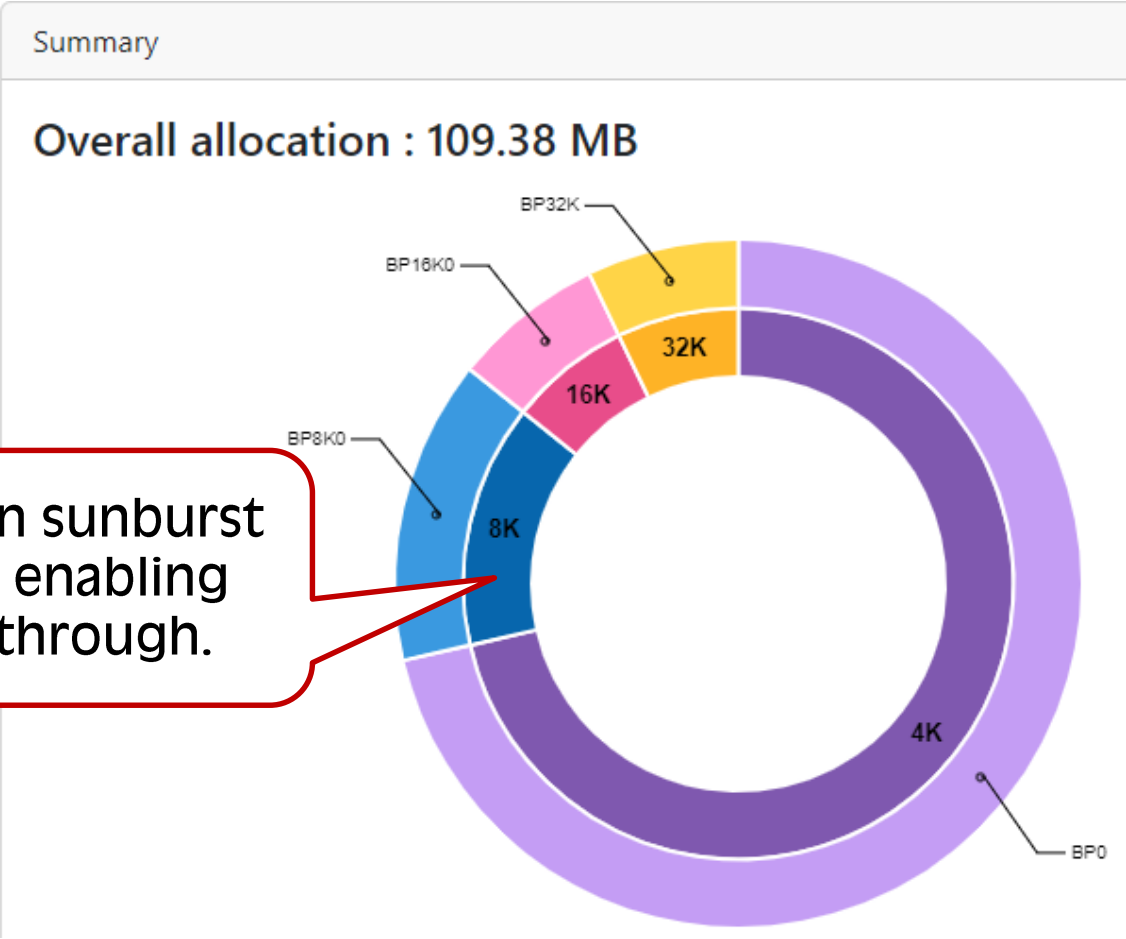 Summary
Overall allocation : 109.38 MB
BP32K
BP16K0
32K
16K
BP8K0
8K
n sunburst
enabling
through.
4K
BP0